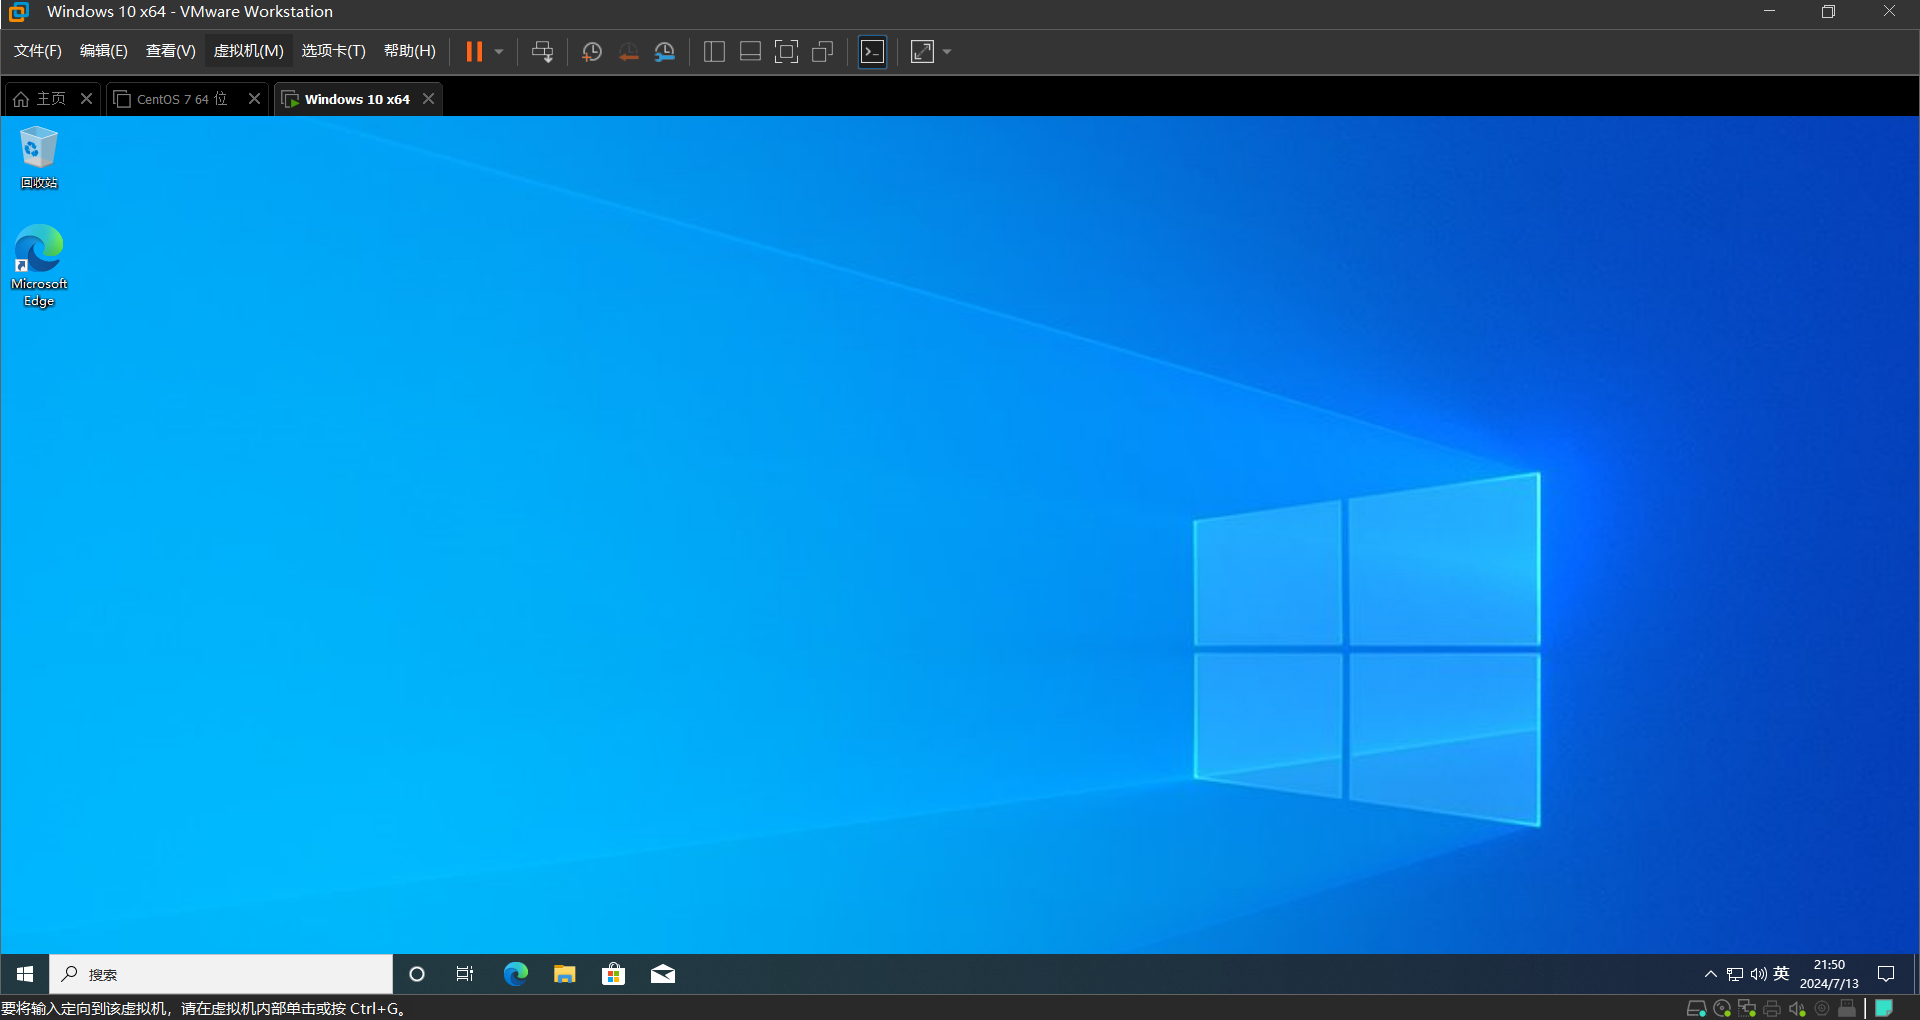 Windows 10 x64 - VMware Workstation
文件(F) 编辑(E) 查看(V) 虚拟机(M) 选项卡(T) 帮助(H)
主页 CentOS 7 64 位 Windows 10 x64
回收站
Microsoft
Edge
搜索
英
21:50
2024/7/13
要将输入定向到该虚拟机，请在虚拟机内部单击或按 Ctrl+G。